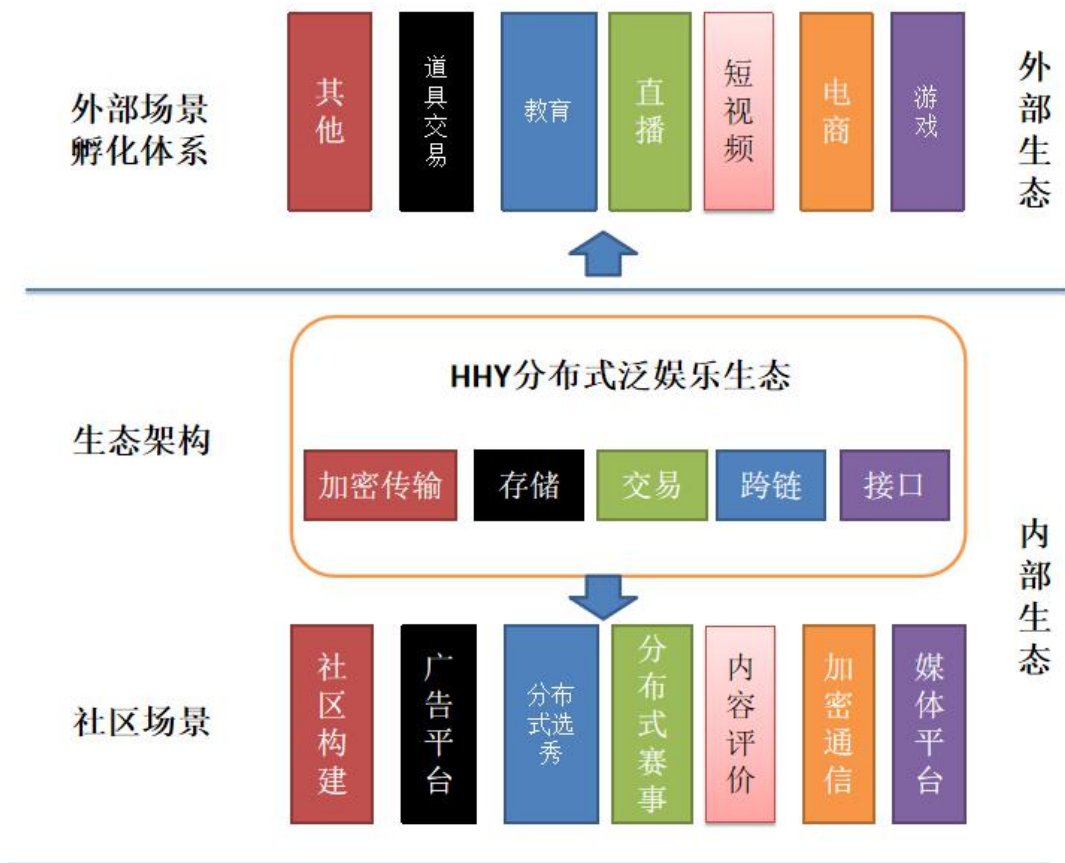 外部场景
孵化体系
其他
道具交易
教育
直播
短视频
电商
游戏
外部生态
HHY分布式泛娱乐生态
生态架构
加密传输
存储
交易
跨链
接口
内部生态
社区场景
社区构建
广告平台
分布
式选
秀
分布式赛事
内容评价
加密通信
媒体平台